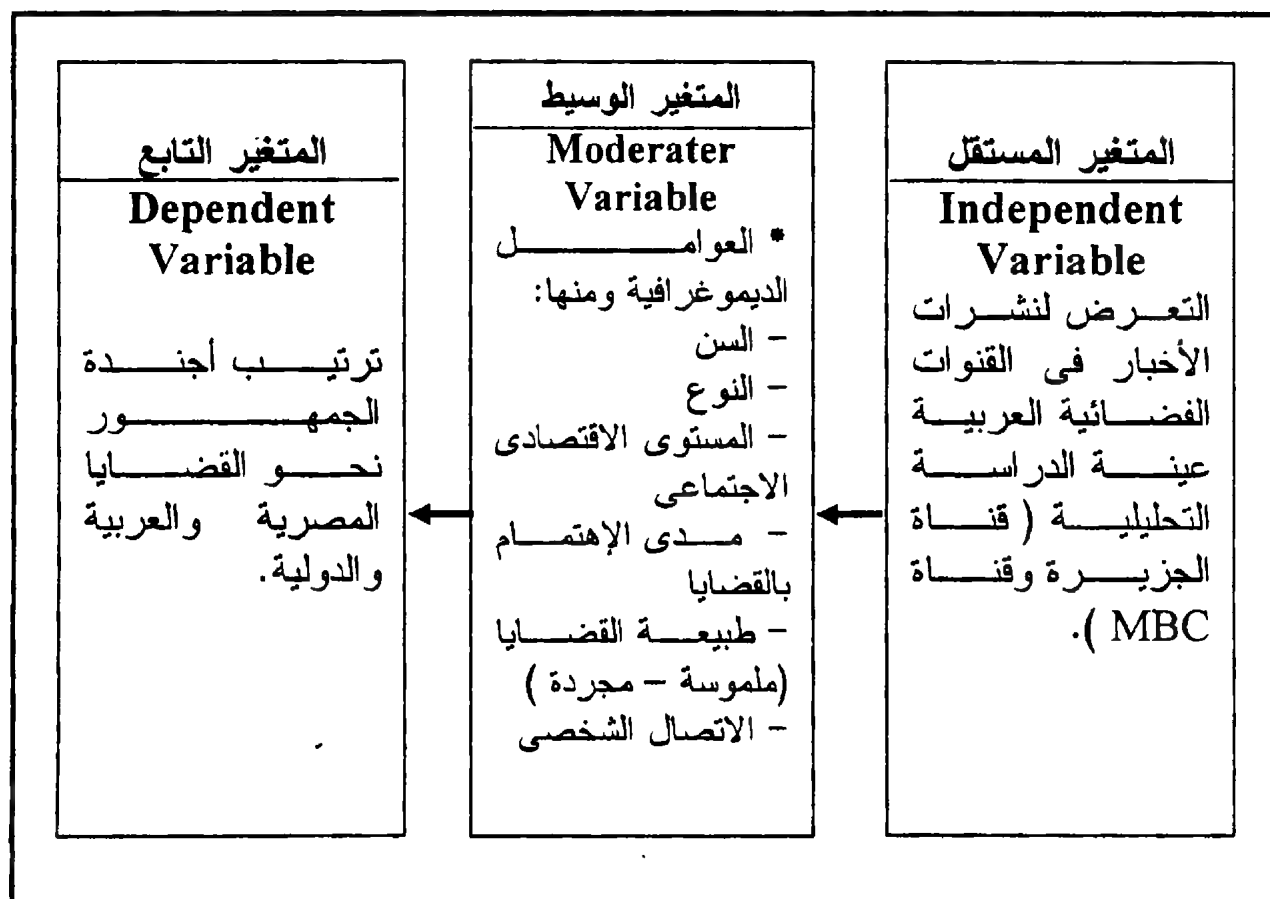 المتغير المستقل
Independent
Variable
التعرض لنشرات
الأخبار فى القنوات
الفضائية العربية
عينة الدراسة
التحليلية ( قناة
الجزيرة وقناة
MBC ).
المتغير الوسيط
Moderater
Variable
* العوامل
الديموغرافية ومنها:
- السن
- النوع
- المستوى الاقتصادى
الاجتماعى
- مدى الإهتمام
بالقضايا
- طبيعة القضايا
(ملموسة – مجردة )
- الاتصال الشخصى
المتغير التابع
Dependent
Variable
ترتيب أجندة
الجمهور
نحو القضايا
المصرية والعربية
والدولية.